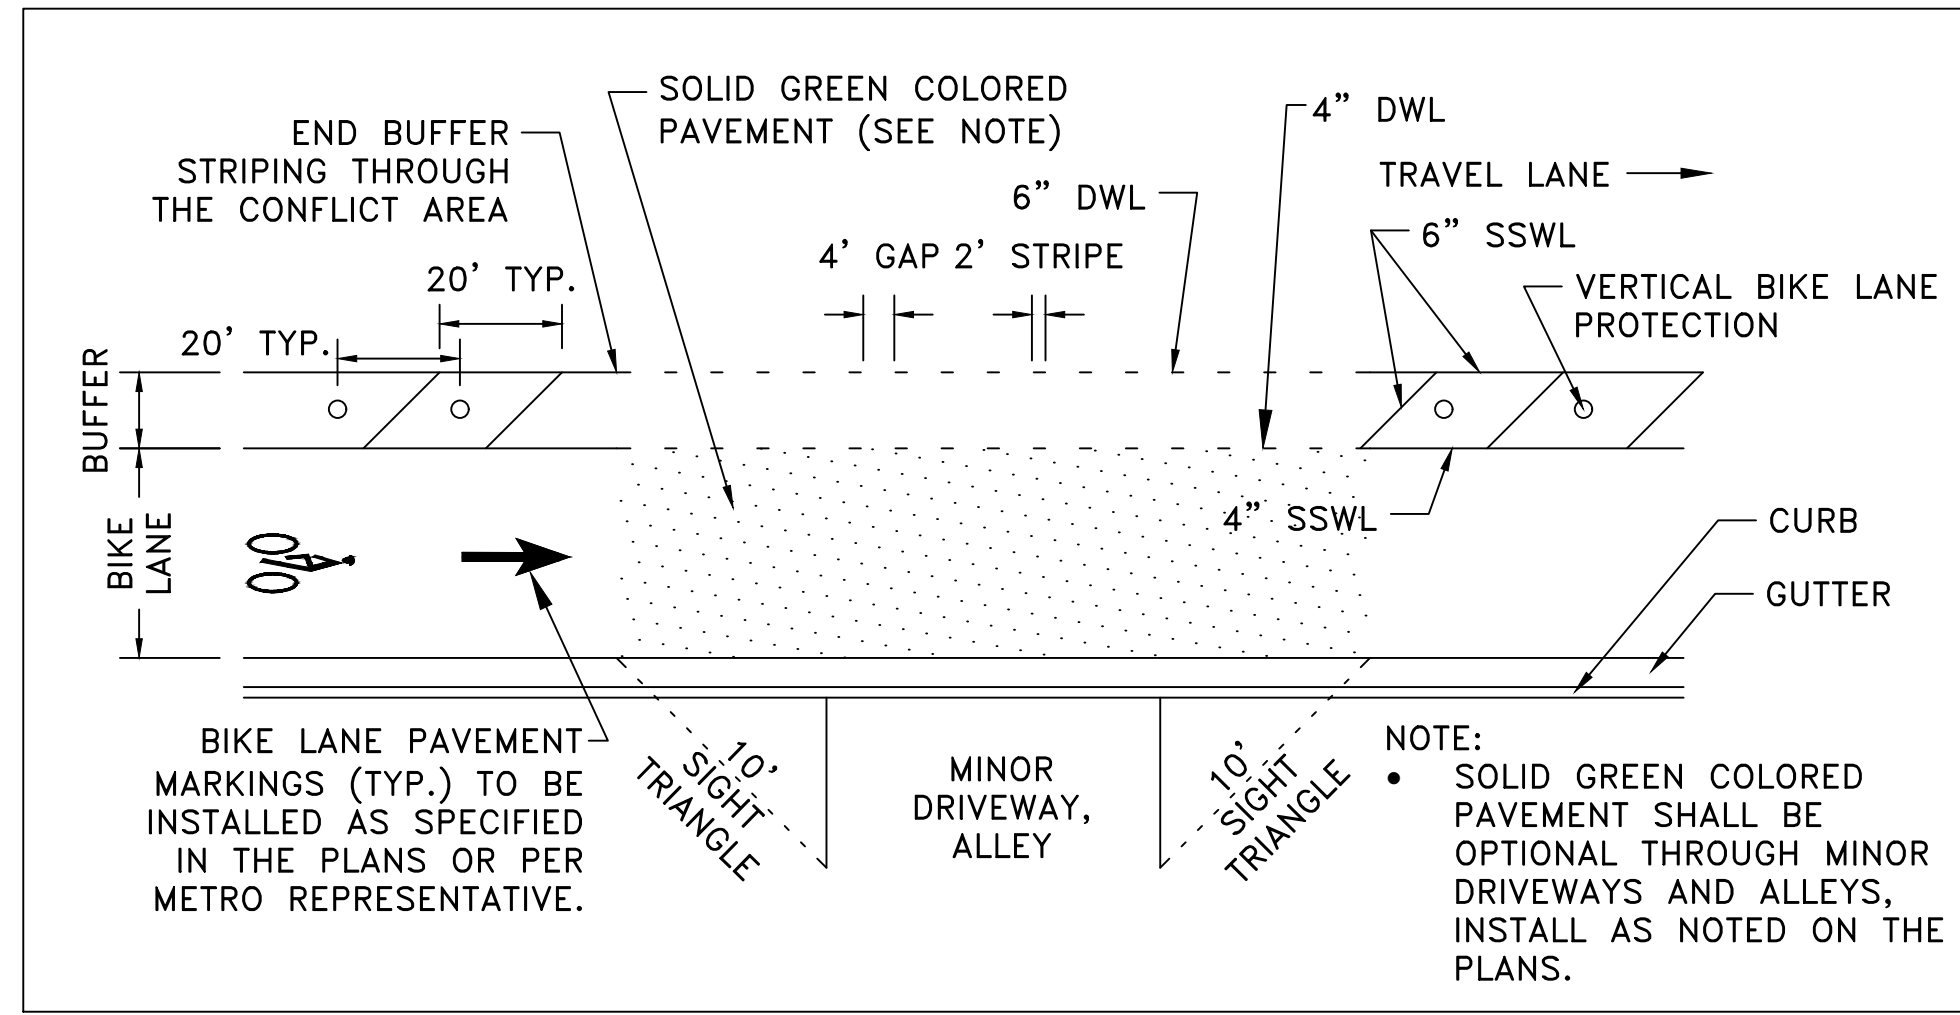 SOLID GREEN COLORED
PAVEMENT (SEE NOTE)
END BUFFER
STRIPING THROUGH
THE CONFLICT AREA
4” DWL
TRAVEL LANE
6” DWL
6” SSWL
4’ GAP
2’ STRIPE
20’ TYP.
20’ TYP.
VERTICAL BIKE LANE
PROTECTION
BUFFER
BIKE
LANE
4” SSWL
CURB
GUTTER
BIKE LANE PAVEMENT
MARKINGS (TYP.) TO BE
INSTALLED AS SPECIFIED
IN THE PLANS OR PER
METRO REPRESENTATIVE.
10’
SIGHT
TRIANGLE
MINOR
DRIVEWAY,
ALLEY
10’
SIGHT
TRIANGLE
NOTE:
• SOLID GREEN COLORED
PAVEMENT SHALL BE
OPTIONAL THROUGH MINOR
DRIVEWAYS AND ALLEYS,
INSTALL AS NOTED ON THE
PLANS.